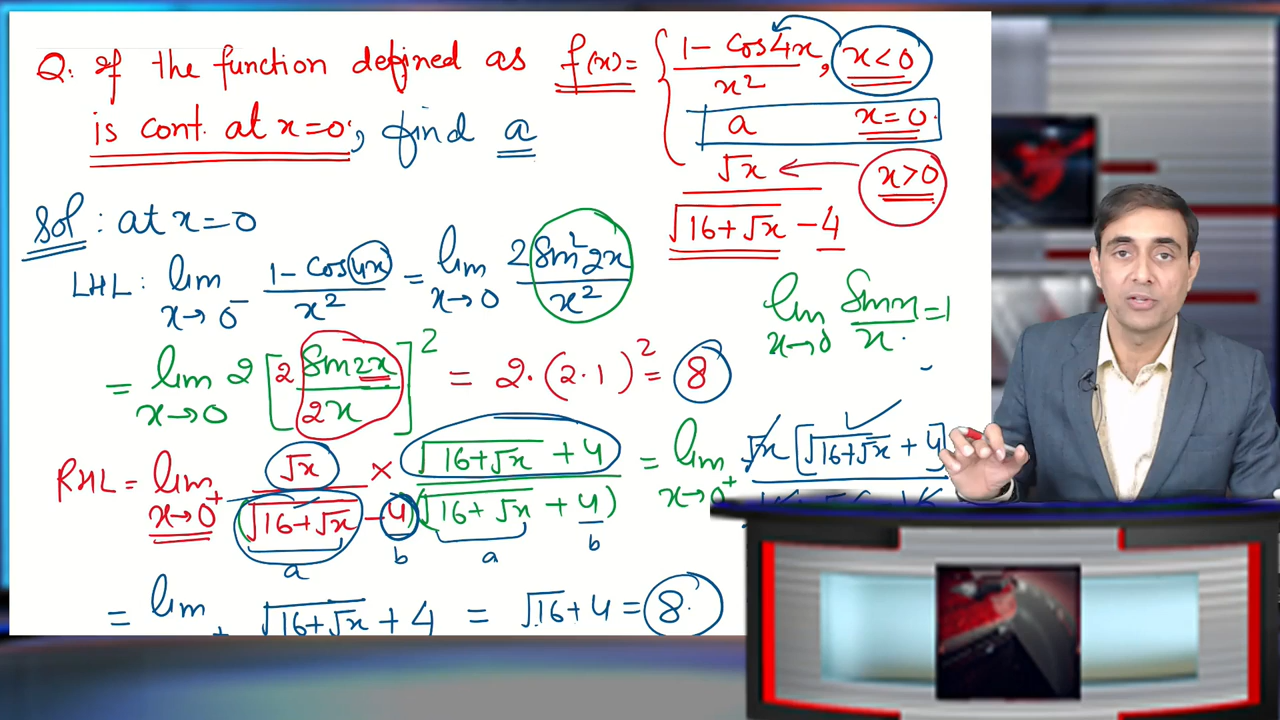 Q. If the function defined as f(x) = { 1 - cos4x / x², x<0
a x=0.
√x / √16+√x - 4 x>0
is cont. at x=0, find a
Sol: at x=0
LHL: lim x→0⁻ 1 - cos4x / x² = lim x→0 2 Sin²2x / x²
lim x→0 Sinx / x = 1
= lim x→0 2 [2 Sin2x / 2x]² = 2·(2·1)² = 8
RHL = lim x→0⁺ √x / (√16+√x - 4) × √16+√x + 4 / (√16+√x + 4) = lim x→0⁺ √x [√16+√x + 4]
a b a b
= lim √16+√x + 4 = √16 + 4 = 8.